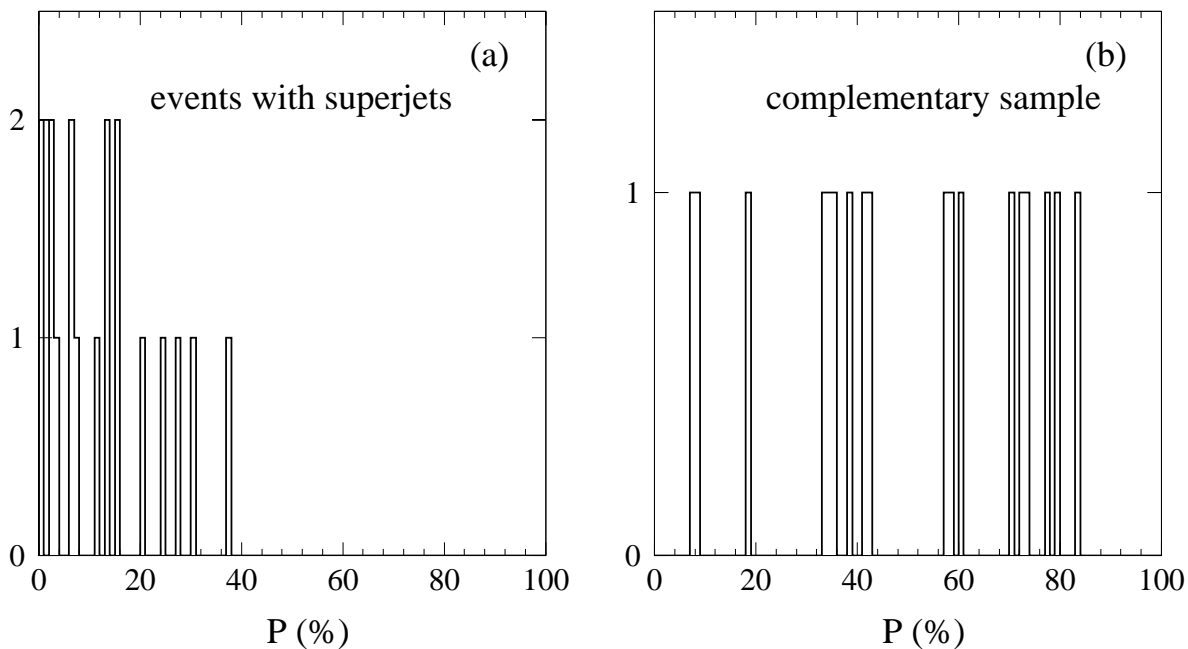 (a)
events with superjets
2
1
0
0 20 40 60 80 100
P (%)
(b)
complementary sample
1
0
0 20 40 60 80 100
P (%)